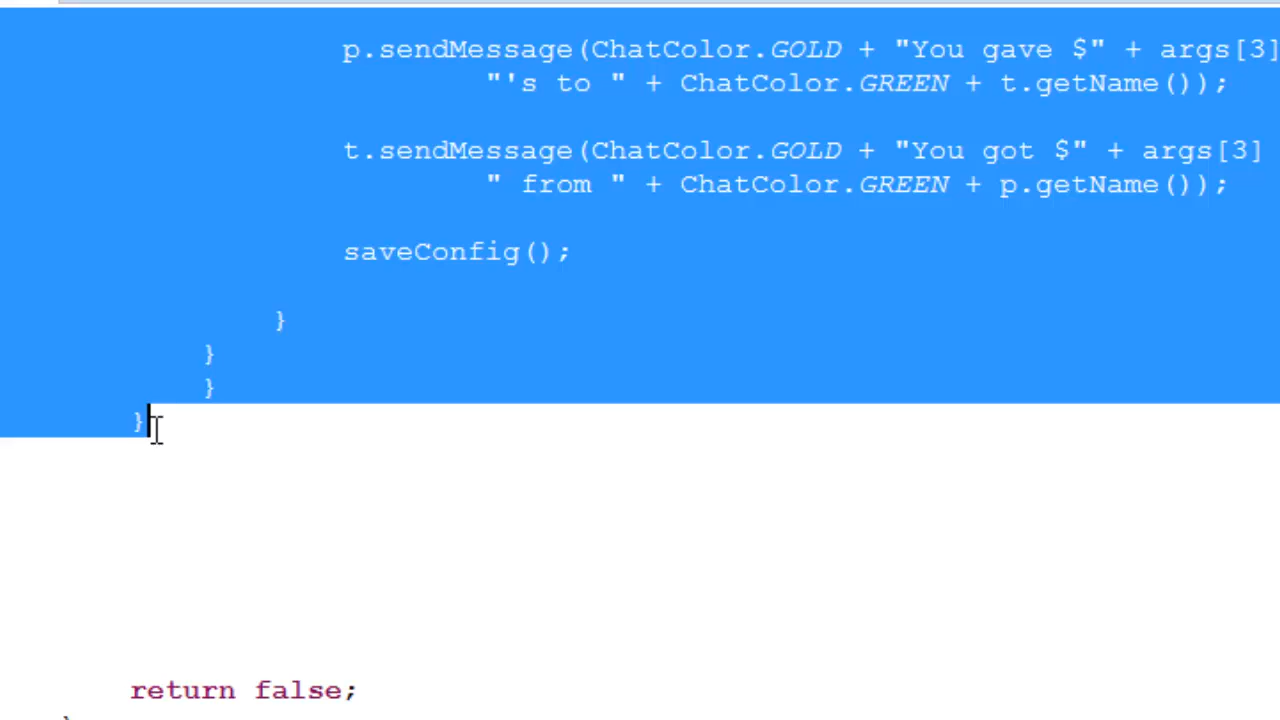 p.sendMessage(ChatColor.GOLD + "You gave $" + args[3]
"'s to " + ChatColor.GREEN + t.getName());
t.sendMessage(ChatColor.GOLD + "You got $" + args[3]
" from " + ChatColor.GREEN + p.getName());
saveConfig();
}
}
}
}
return false;
}